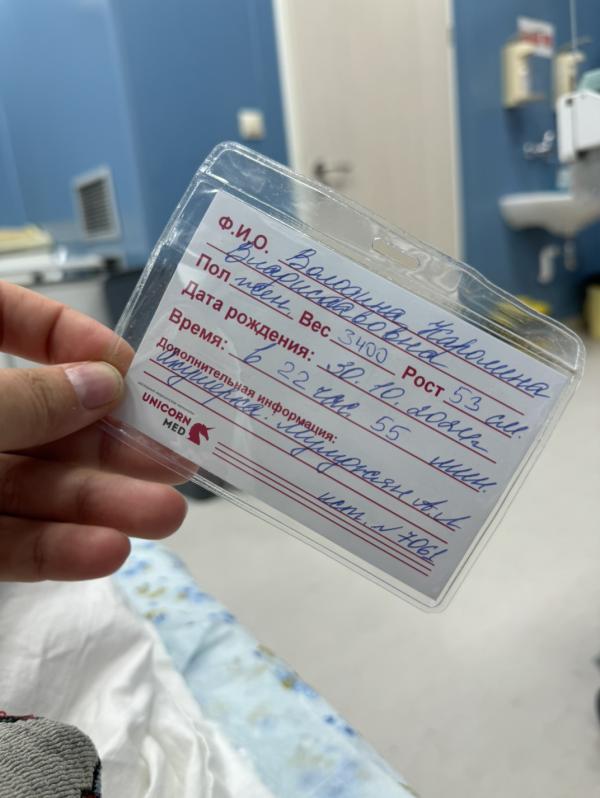 Ф.И.О. Володина Каролина
Владиславовна
Пол жен Вес 3400 Рост 53 см.
Дата рождения: 30.10.2024г
Время: в 22 час 55 мин.
Дополнительная информация:
акушерка:
ист. N 7061
UNICORN
MED